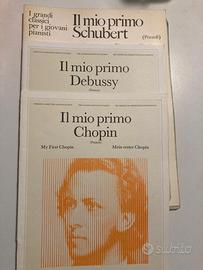 I grandi
classici
per i giovani
pianisti
Il mio primo
Schubert
(Pozzoli)
Il mio primo
Debussy
Il mio primo
Chopin
(Pozzoli)
My First Chopin
Mein erster Chopin
Subito